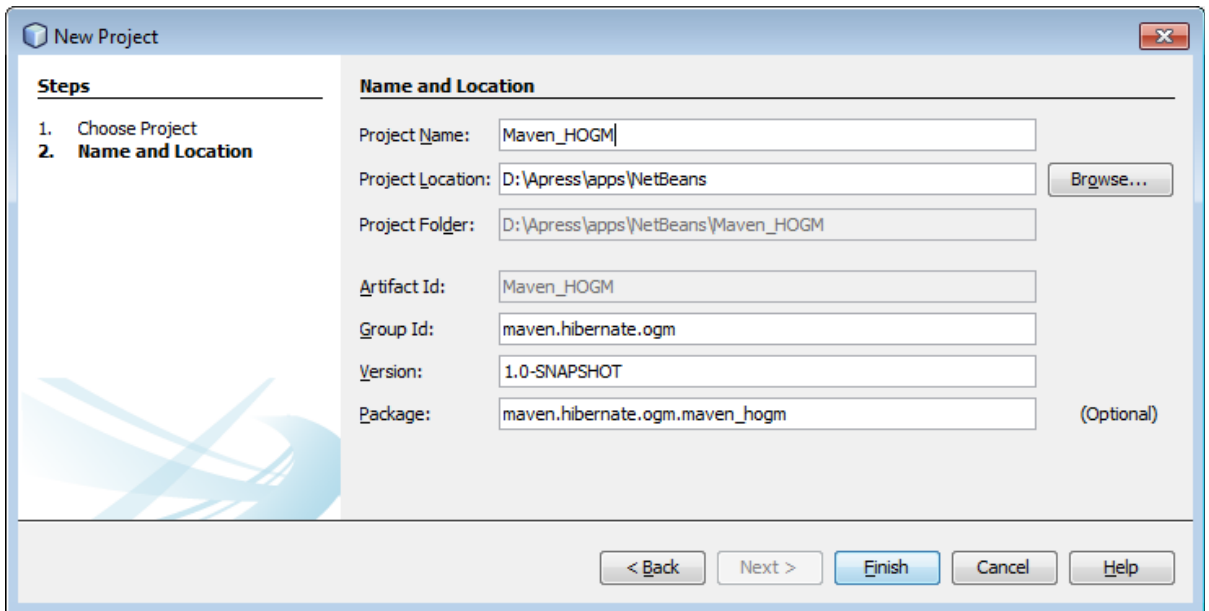 New Project
Steps
1. Choose Project
2. Name and Location
Name and Location
Project Name: Maven_HOGM
Project Location: D:\Apress\apps\NetBeans Browse...
Project Folder: D:\Apress\apps\NetBeans\Maven_HOGM
Artifact Id: Maven_HOGM
Group Id: maven.hibernate.ogm
Version: 1.0-SNAPSHOT
Package: maven.hibernate.ogm.maven_hogm (Optional)
< Back Next > Finish Cancel Help